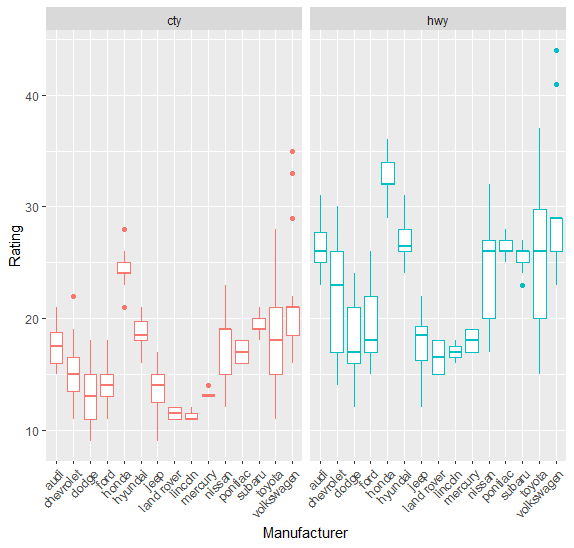 cty
hwy
Rating
40
30
20
10
audi
chevrolet
dodge
ford
honda
hyundai
jeep
land rover
lincoln
mercury
nissan
pontiac
subaru
toyota
volkswagen
audi
chevrolet
dodge
ford
honda
hyundai
jeep
land rover
lincoln
mercury
nissan
pontiac
subaru
toyota
volkswagen
Manufacturer